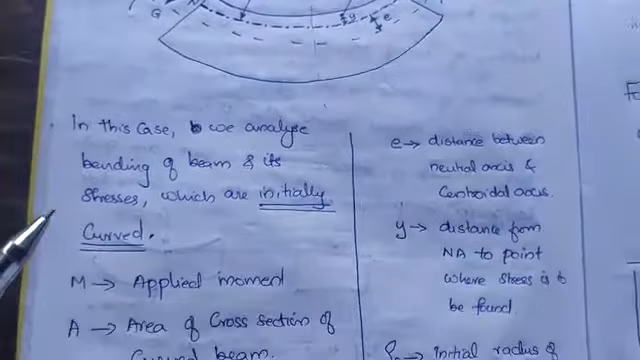 G
N
y
e
In this case, we analyse
bending of beam & its
stresses, which are initially
curved.
M → Applied moment
A → Area of Cross section of
Curved beam.
e → distance between
neutral axis &
Centroidal axis.
y → distance from
NA to point
where stress is to
be found.
initial radius of